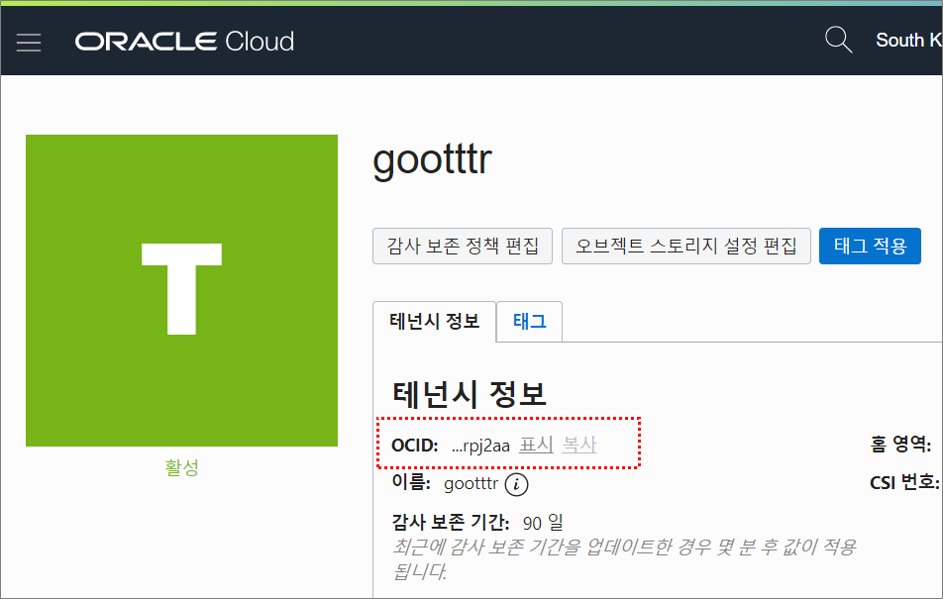 ORACLE Cloud
South K
T
활성
gootttr
감사 보존 정책 편집 오브젝트 스토리지 설정 편집 태그 적용
테넌시 정보 태그
테넌시 정보
OCID: ...rpj2aa 표시 복사
홈 영역:
이름: gootttr i
CSI 번호:
감사 보존 기간: 90 일
최근에 감사 보존 기간을 업데이트한 경우 몇 분 후 값이 적용
됩니다.